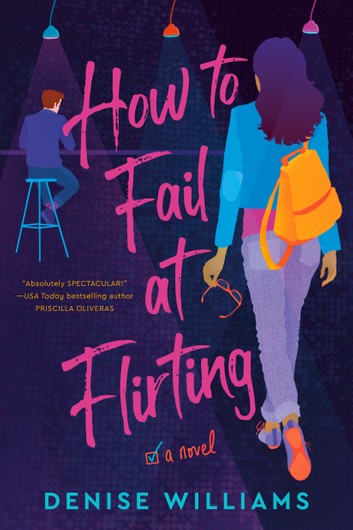 How to
Fail
at
Flirting
"Absolutely SPECTACULAR!"
—USA Today bestselling author
PRISCILLA OLIVERAS
a novel
DENISE WILLIAMS